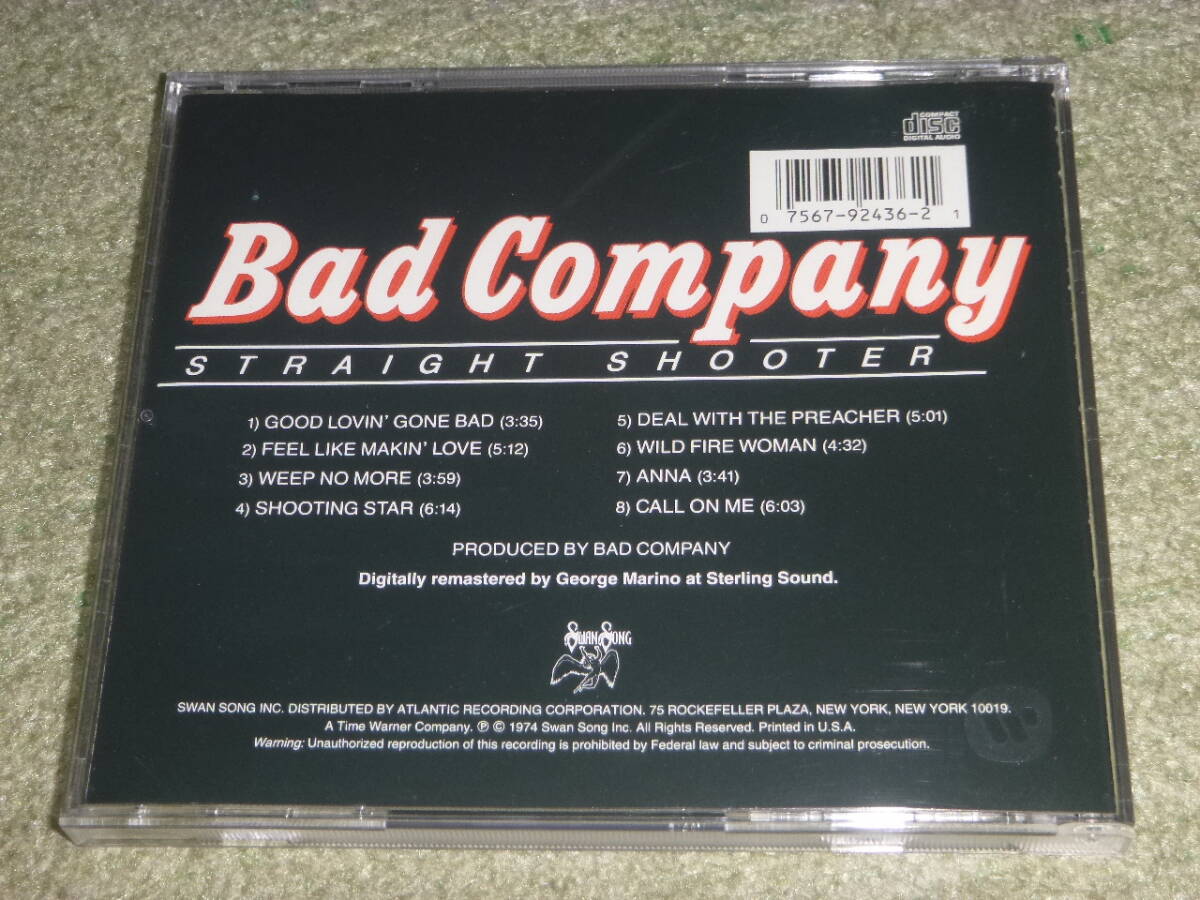 COMPACT
disc
DIGITAL AUDIO
0 7567-92436-2 1
Bad Company
STRAIGHT SHOOTER
1) GOOD LOVIN' GONE BAD (3:35)
2) FEEL LIKE MAKIN' LOVE (5:12)
3) WEEP NO MORE (3:59)
4) SHOOTING STAR (6:14)
5) DEAL WITH THE PREACHER (5:01)
6) WILD FIRE WOMAN (4:32)
7) ANNA (3:41)
8) CALL ON ME (6:03)
PRODUCED BY BAD COMPANY
Digitally remastered by George Marino at Sterling Sound.
SWAN SONG
SWAN SONG INC. DISTRIBUTED BY ATLANTIC RECORDING CORPORATION. 75 ROCKEFELLER PLAZA, NEW YORK, NEW YORK 10019.
A Time Warner Company. ℗ © 1974 Swan Song Inc. All Rights Reserved. Printed in U.S.A.
Warning: Unauthorized reproduction of this recording is prohibited by Federal law and subject to criminal prosecution.